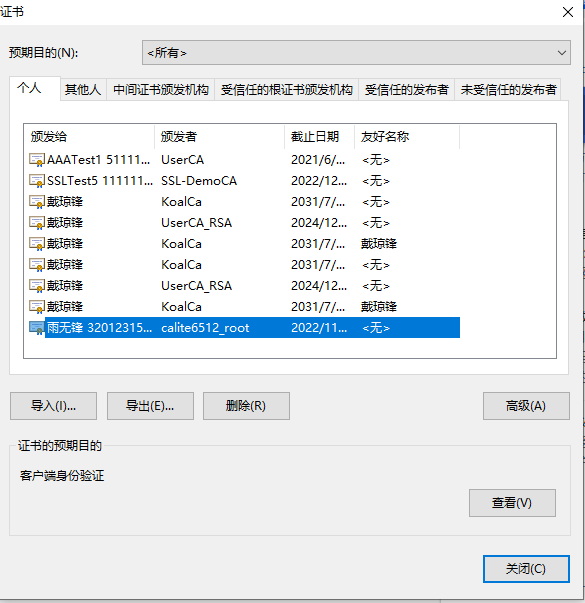 证书
预期目的(N):
<所有>
个人 其他人 中间证书颁发机构 受信任的根证书颁发机构 受信任的发布者 未受信任的发布者
颁发给 颁发者 截止日期 友好名称
AAATest1 51111... UserCA 2021/6/... <无>
SSLTest5 111111... SSL-DemoCA 2022/12... <无>
戴琼锋 KoalCa 2031/7/... <无>
戴琼锋 UserCA_RSA 2024/12... <无>
戴琼锋 KoalCa 2031/7/... 戴琼锋
戴琼锋 KoalCa 2031/7/... <无>
戴琼锋 UserCA_RSA 2024/12... <无>
戴琼锋 KoalCa 2031/7/... 戴琼锋
雨无锋 32012315... calite6512_root 2022/11... <无>
导入(I)... 导出(E)... 删除(R) 高级(A)
证书的预期目的
客户端身份验证
查看(V)
关闭(C)